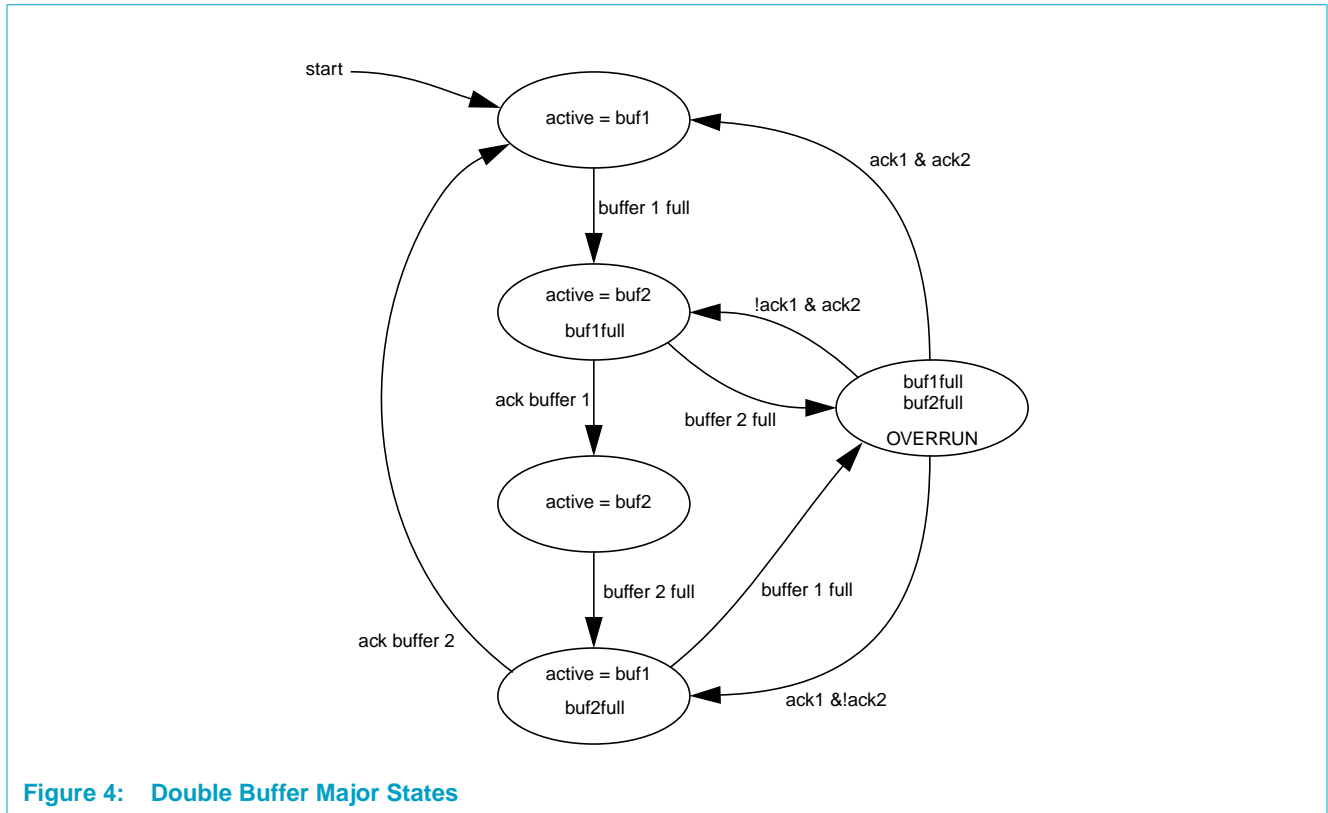 start
active = buf1
ack1 & ack2
buffer 1 full
active = buf2
buf1full
!ack1 & ack2
buf1full
buf2full
OVERRUN
ack buffer 1
buffer 2 full
active = buf2
buffer 2 full
buffer 1 full
ack buffer 2
active = buf1
buf2full
ack1 &!ack2
Figure 4: Double Buffer Major States